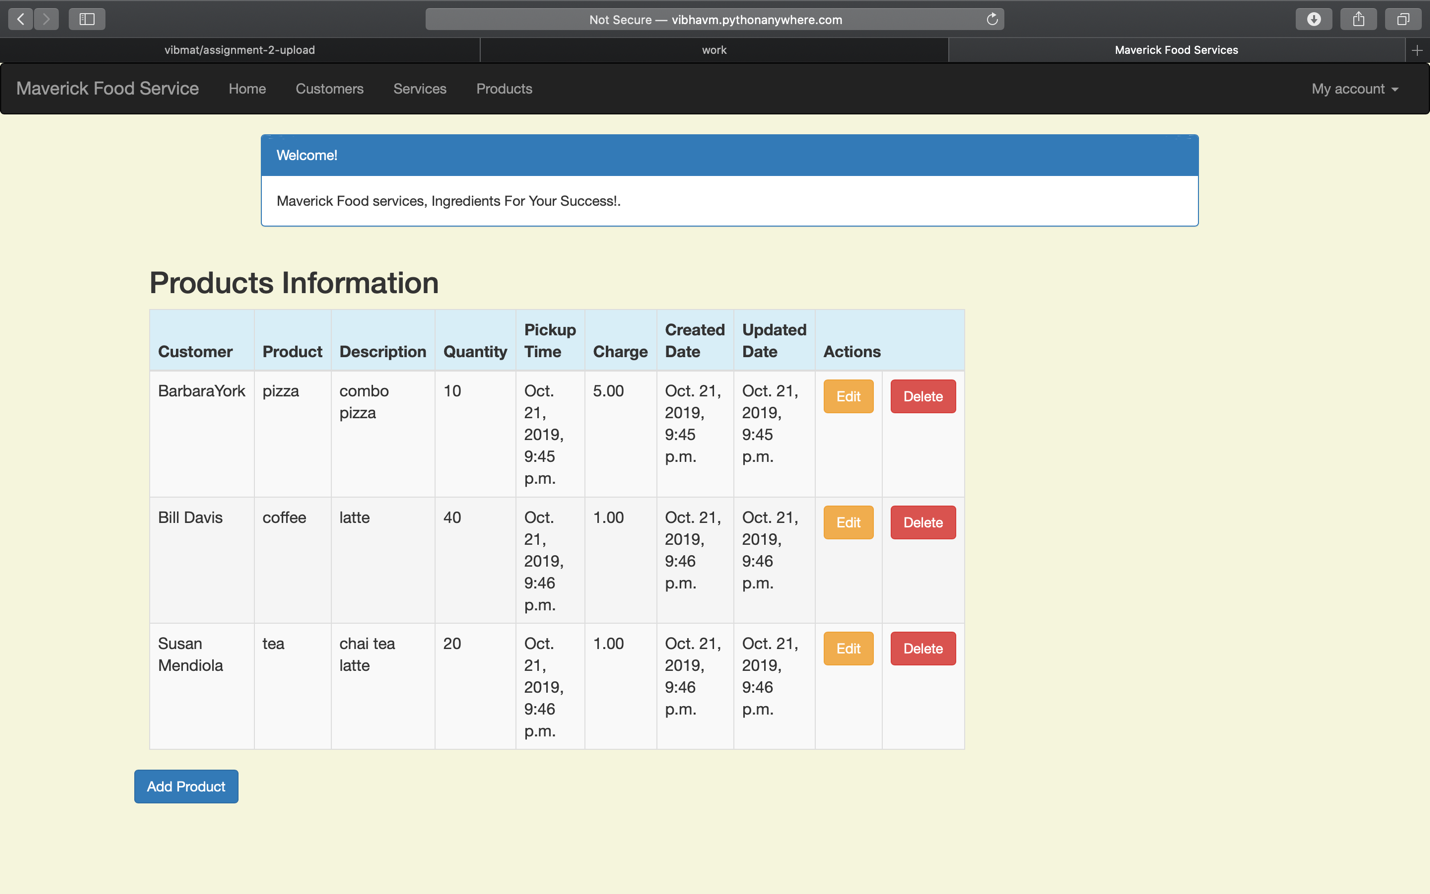 Not Secure — vibhavm.pythonanywhere.com
vibmat/assignment-2-upload
work
Maverick Food Services
Maverick Food Service
Home
Customers
Services
Products
My account
Welcome!
Maverick Food services, Ingredients For Your Success!.
Products Information
Customer
Product
Description
Quantity
Pickup
Time
Charge
Created
Date
Updated
Date
Actions
BarbaraYork
pizza
combo
pizza
10
Oct.
21,
2019,
9:45
p.m.
5.00
Oct. 21,
2019,
9:45
p.m.
Oct. 21,
2019,
9:45
p.m.
Edit
Delete
Bill Davis
coffee
latte
40
Oct.
21,
2019,
9:46
p.m.
1.00
Oct. 21,
2019,
9:46
p.m.
Oct. 21,
2019,
9:46
p.m.
Edit
Delete
Susan
Mendiola
tea
chai tea
latte
20
Oct.
21,
2019,
9:46
p.m.
1.00
Oct. 21,
2019,
9:46
p.m.
Oct. 21,
2019,
9:46
p.m.
Edit
Delete
Add Product